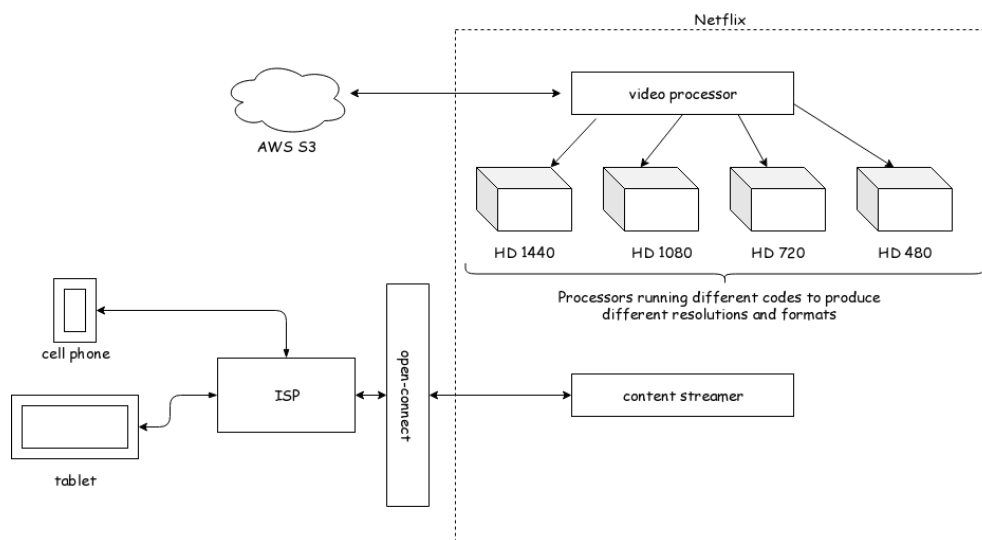 Netflix
video processor
AWS S3
HD 1440
HD 1080
HD 720
HD 480
Processors running different codes to produce
different resolutions and formats
cell phone
ISP
open-connect
content streamer
tablet